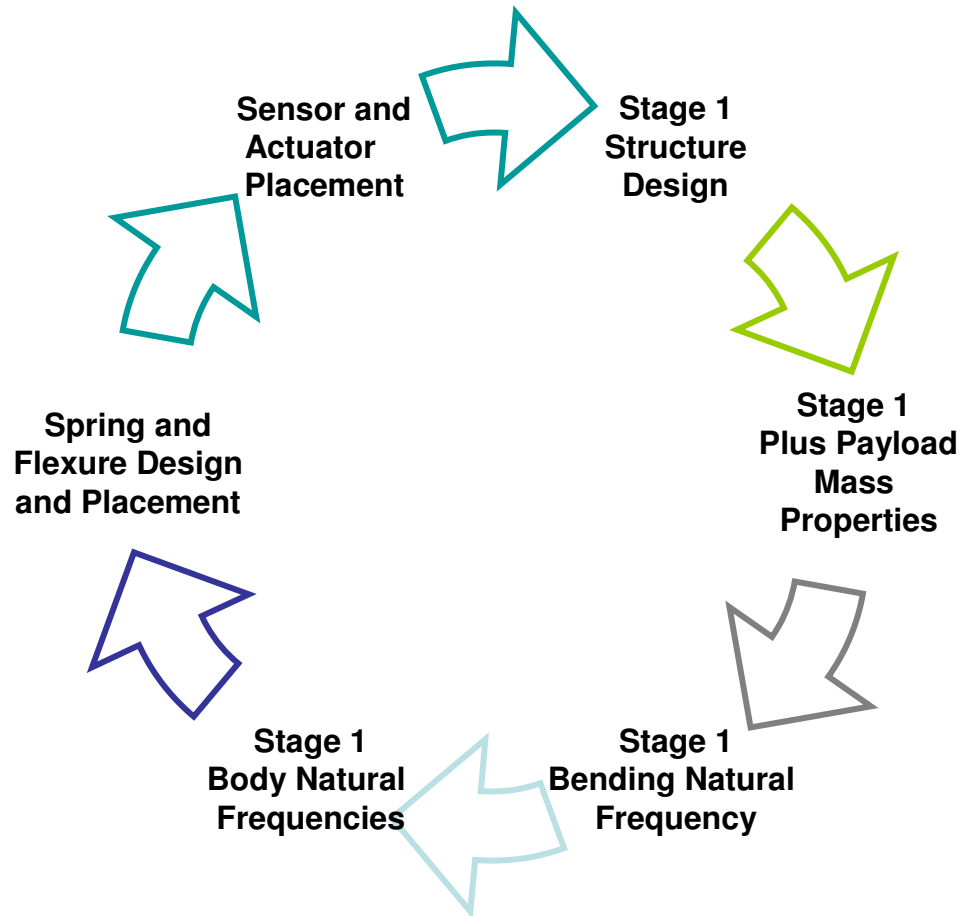 Sensor and
Actuator
Placement
Stage 1
Structure
Design
Stage 1
Plus Payload
Mass
Properties
Stage 1
Bending Natural
Frequency
Stage 1
Body Natural
Frequencies
Spring and
Flexure Design
and Placement